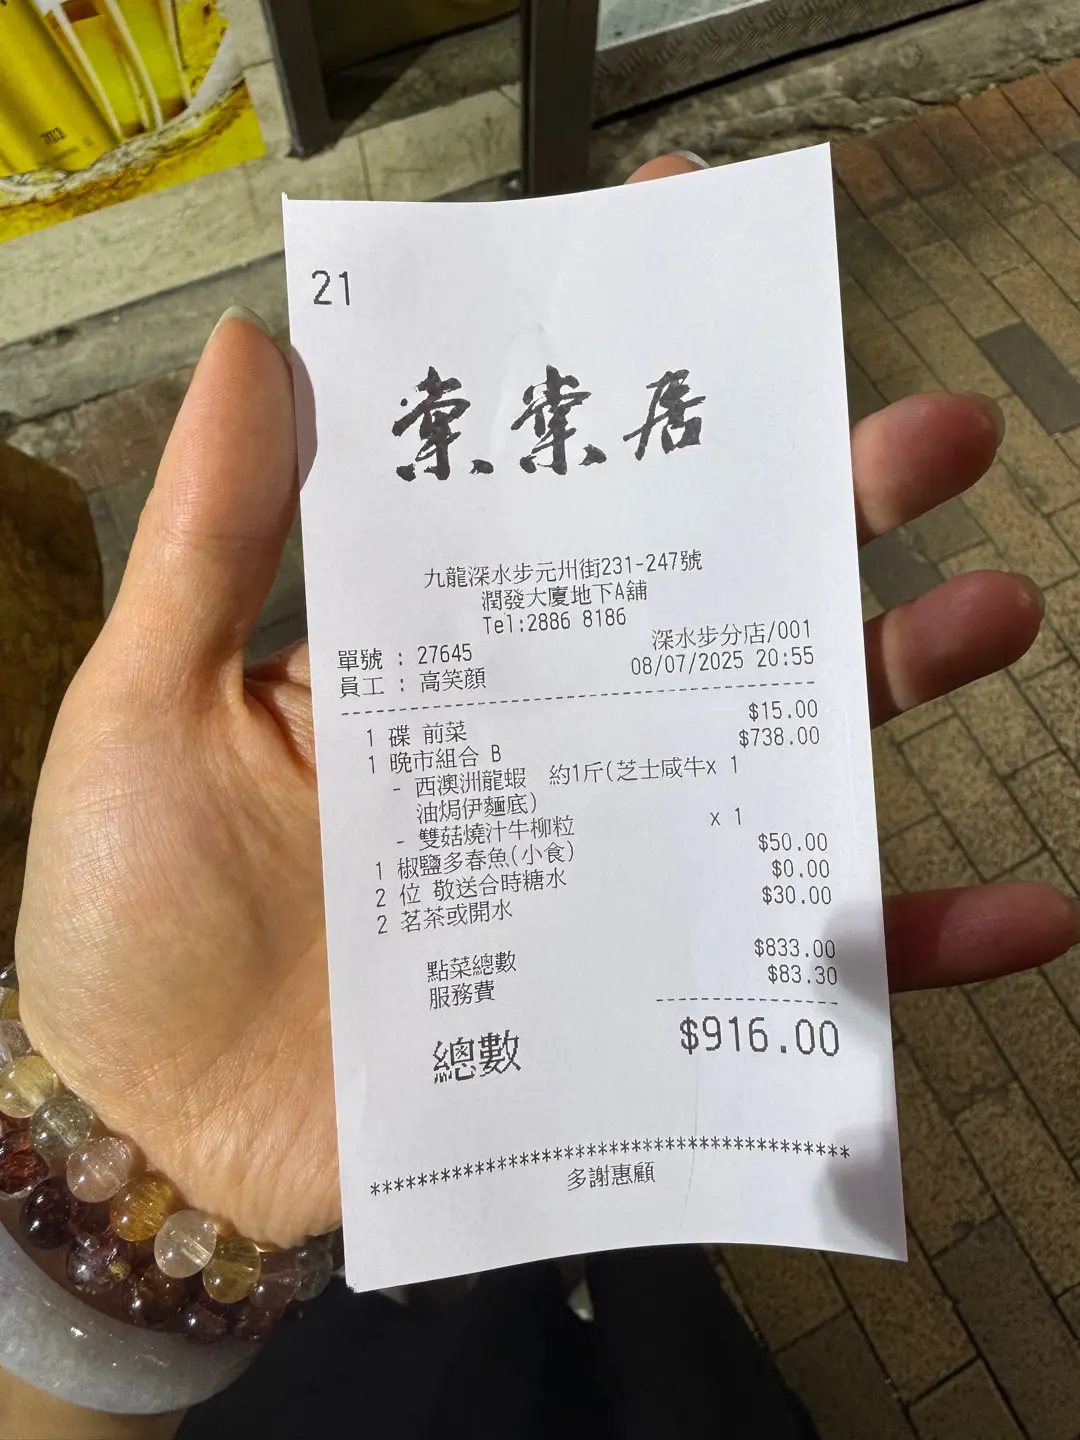 21
棠棠居
九龍深水步元州街231-247號
潤發大廈地下A舖
Tel:2886 8186
深水步分店/001
單號 : 27645
08/07/2025 20:55
員工 : 高笑顔
1 碟 前菜 $15.00
1 晚市組合 B $738.00
- 西澳洲龍蝦 約1斤(芝士咸牛x 1
油焗伊麵底)
- 雙菇燒汁牛柳粒 x 1
1 椒鹽多春魚(小食) $50.00
2 位 敬送合時糖水 $0.00
2 茗茶或開水 $30.00
點菜總數 $833.00
服務費 $83.30
總數 $916.00
****************************************
多謝惠顧